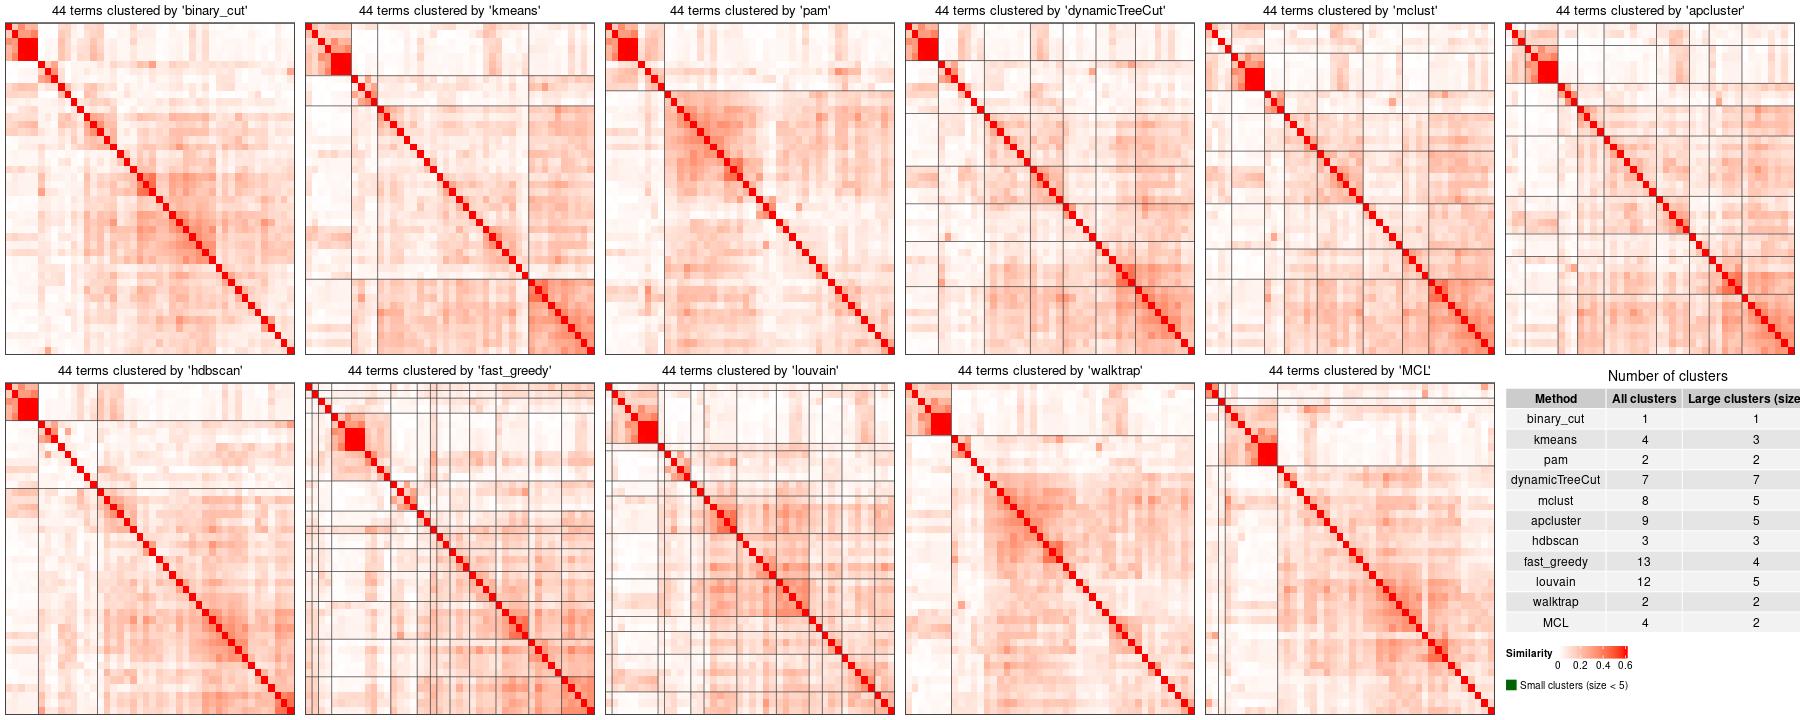 44 terms clustered by 'binary_cut'
44 terms clustered by 'kmeans'
44 terms clustered by 'pam'
44 terms clustered by 'dynamicTreeCut'
44 terms clustered by 'mclust'
44 terms clustered by 'apcluster'
44 terms clustered by 'hdbscan'
44 terms clustered by 'fast_greedy'
44 terms clustered by 'louvain'
44 terms clustered by 'walktrap'
44 terms clustered by 'MCL'
Number of clusters
Method All clusters Large clusters (size
binary_cut 1 1
kmeans 4 3
pam 2 2
dynamicTreeCut 7 7
mclust 8 5
apcluster 9 5
hdbscan 3 3
fast_greedy 13 4
louvain 12 5
walktrap 2 2
MCL 4 2
Similarity
0 0.2 0.4 0.6
Small clusters (size < 5)